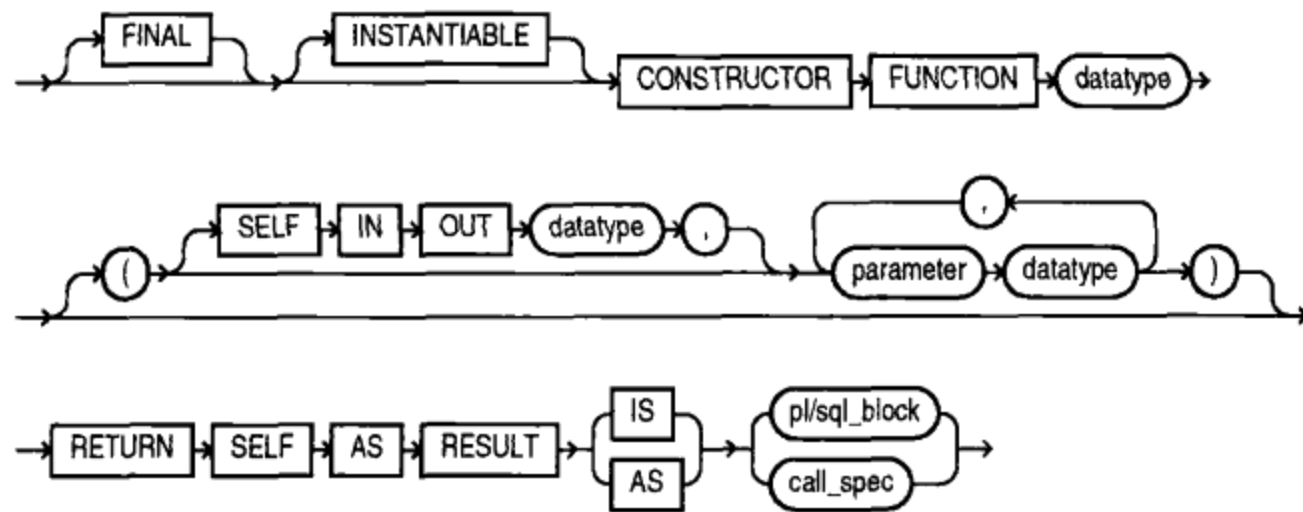 FINAL INSTANTIABLE
CONSTRUCTOR FUNCTION datatype
,
( SELF IN OUT datatype , parameter datatype )
RETURN SELF AS RESULT IS pl/sql_block
AS call_spec